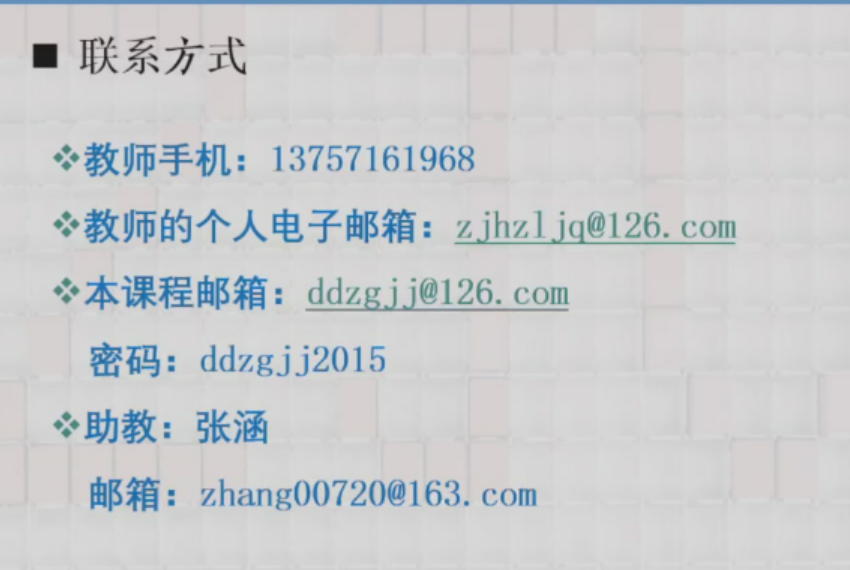 ■ 联系方式
❖教师手机：13757161968
❖教师的个人电子邮箱：zjhzljq@126.com
❖本课程邮箱：ddzgjj@126.com
密码：ddzgjj2015
❖助教：张涵
邮箱：zhang00720@163.com